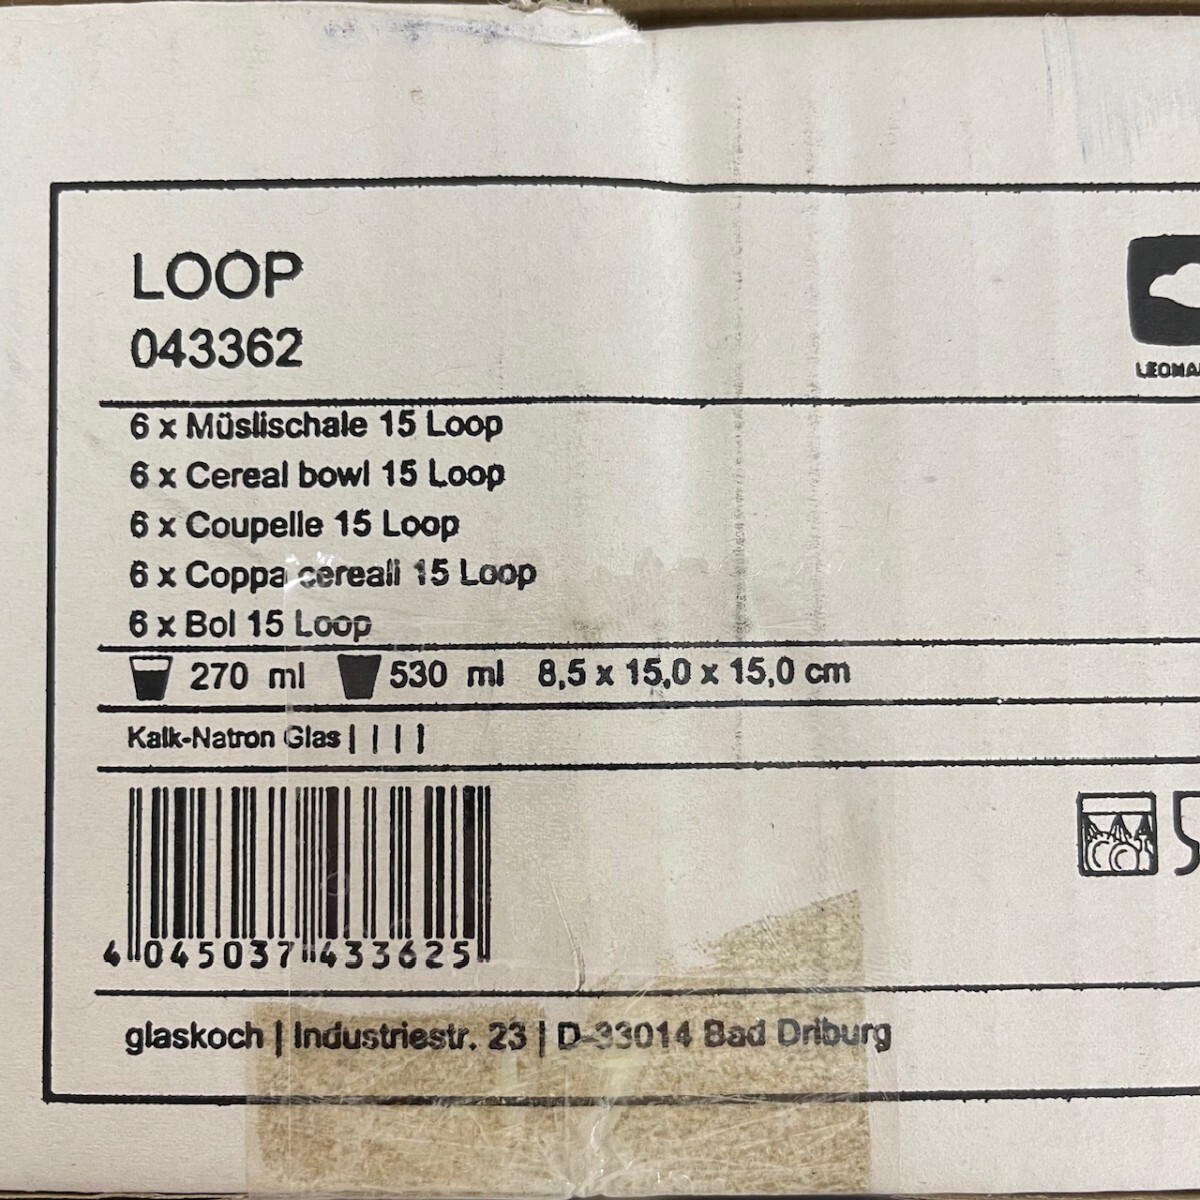 LOOP
043362
6 x Müslischale 15 Loop
6 x Cereal bowl 15 Loop
6 x Coupelle 15 Loop
6 x Coppa cereali 15 Loop
6 x Bol 15 Loop
270 ml 530 ml 8,5 x 15,0 x 15,0 cm
Kalk-Natron Glas | | | |
4 045037 433625
glaskoch | Industriestr. 23 | D-33014 Bad Driburg